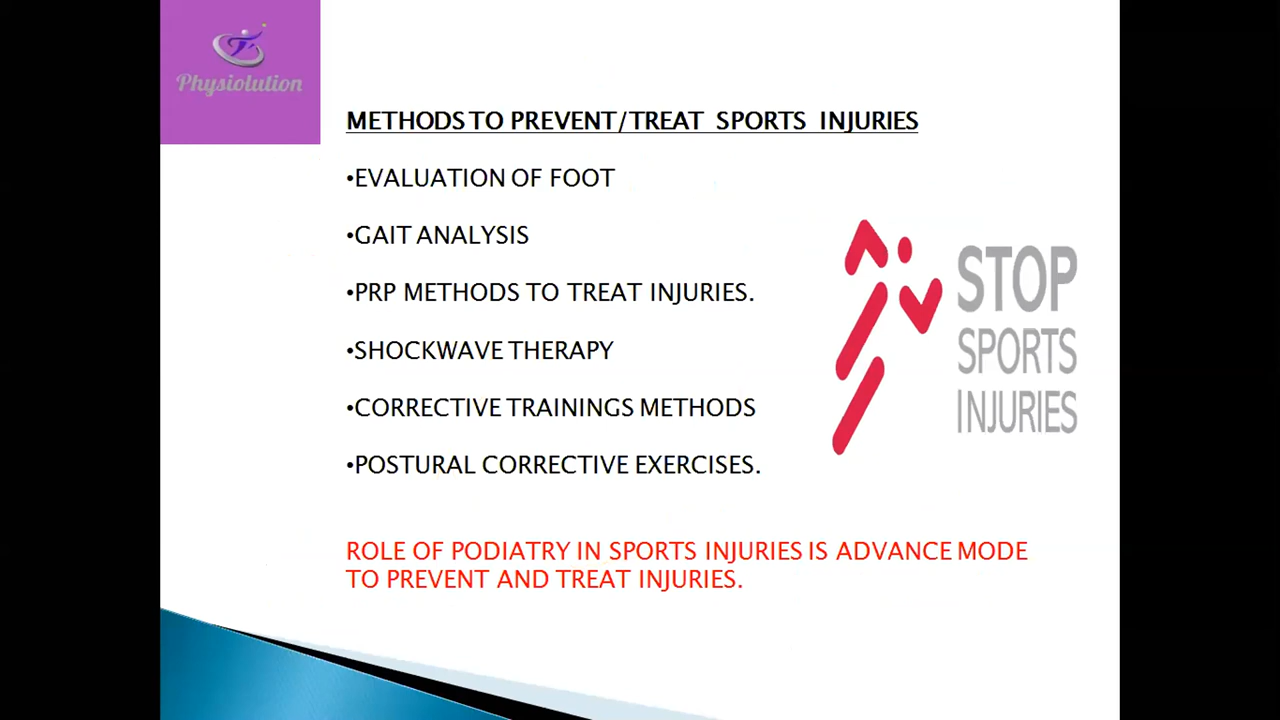 Physiolution
METHODS TO PREVENT/TREAT SPORTS INJURIES
•EVALUATION OF FOOT
•GAIT ANALYSIS
•PRP METHODS TO TREAT INJURIES.
•SHOCKWAVE THERAPY
•CORRECTIVE TRAININGS METHODS
•POSTURAL CORRECTIVE EXERCISES.
STOP
SPORTS
INJURIES
ROLE OF PODIATRY IN SPORTS INJURIES IS ADVANCE MODE
TO PREVENT AND TREAT INJURIES.